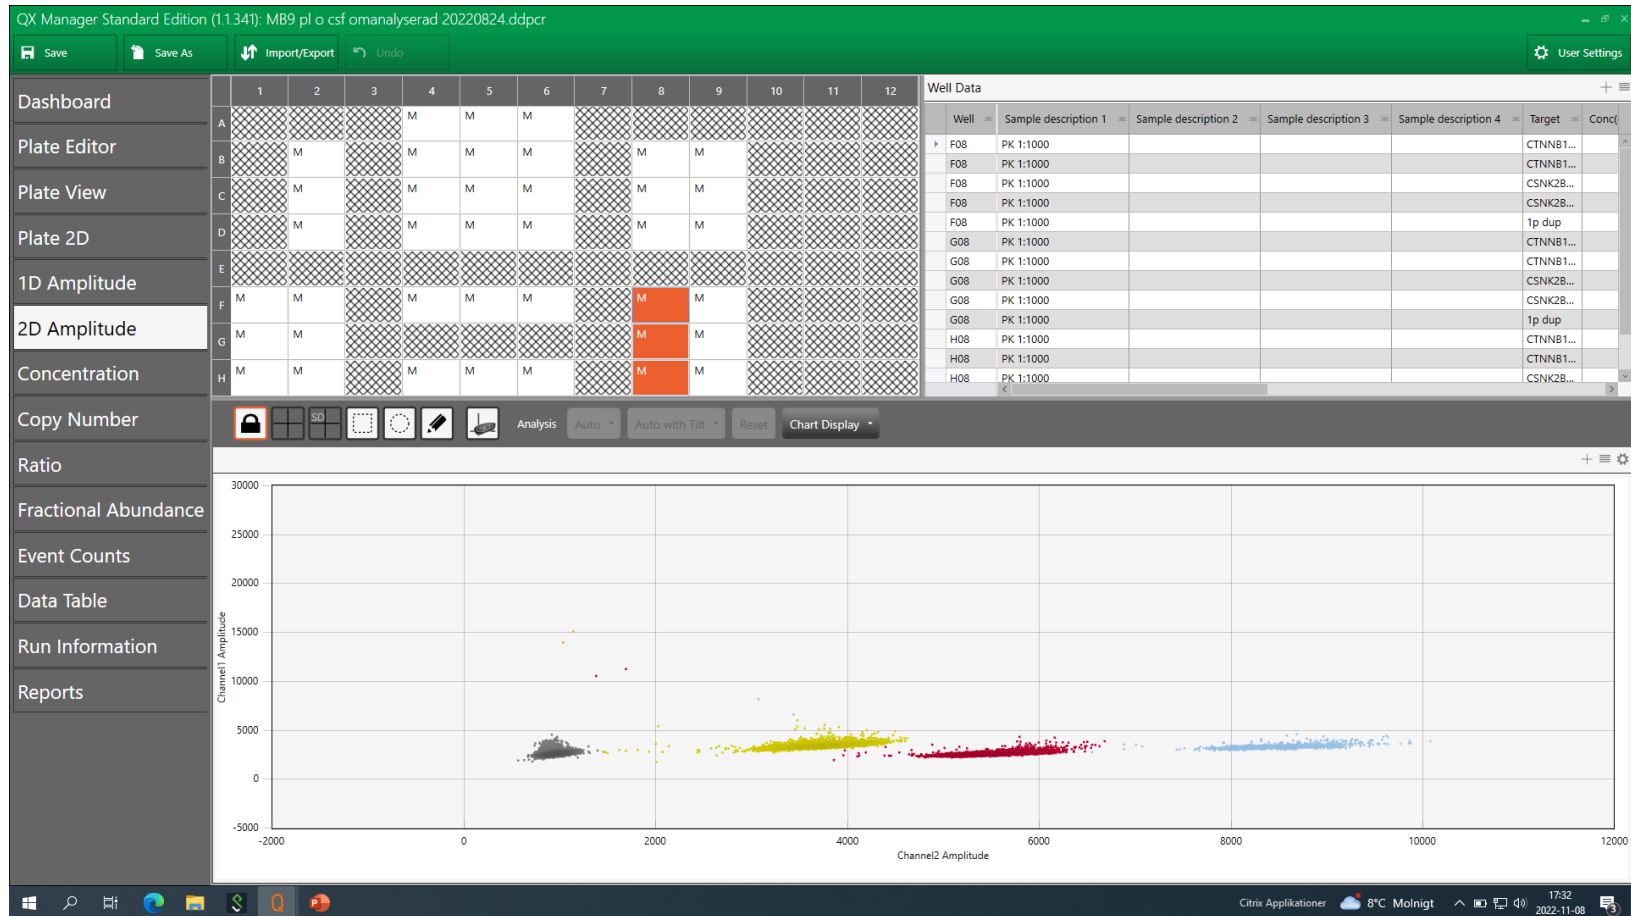 QX Manager Standard Edition (1.1.341): MB9 pl o csf omanalyserad 20220824.ddpcr
Save Save As Import/Export Undo User Settings
Dashboard
Plate Editor
Plate View
Plate 2D
1D Amplitude
2D Amplitude
Concentration
Copy Number
Ratio
Fractional Abundance
Event Counts
Data Table
Run Information
Reports
1 2 3 4 5 6 7 8 9 10 11 12
A M M M
B M M M M M M
C M M M M M M
D M M M M M M
E
F M M M M M M M
G M M M M
H M M M M M M M
Well Data
Well Sample description 1 Sample description 2 Sample description 3 Sample description 4 Target Conc(
F08 PK 1:1000 CTNNB1...
F08 PK 1:1000 CTNNB1...
F08 PK 1:1000 CSNK2B...
F08 PK 1:1000 CSNK2B...
F08 PK 1:1000 1p dup
G08 PK 1:1000 CTNNB1...
G08 PK 1:1000 CTNNB1...
G08 PK 1:1000 CSNK2B...
G08 PK 1:1000 CSNK2B...
G08 PK 1:1000 1p dup
H08 PK 1:1000 CTNNB1...
H08 PK 1:1000 CTNNB1...
H08 PK 1:1000 CSNK2B...
SD Analysis Auto Auto with Tilt Reset Chart Display
Channel1 Amplitude
30000
25000
20000
15000
10000
5000
0
-5000
-2000 0 2000 4000 6000 8000 10000 12000
Channel2 Amplitude
Citrix Applikationer 8°C Molnigt 17:32
2022-11-08 3